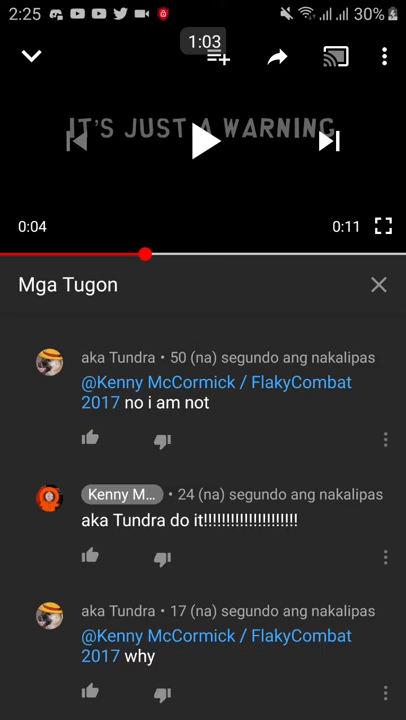 2:25
30%
1:03
IT'S JUST A WARNING
0:04
0:11
Mga Tugon
aka Tundra • 50 (na) segundo ang nakalipas
@Kenny McCormick / FlakyCombat
2017 no i am not
Kenny M... • 24 (na) segundo ang nakalipas
aka Tundra do it!!!!!!!!!!!!!!!!!!!!!
aka Tundra • 17 (na) segundo ang nakalipas
@Kenny McCormick / FlakyCombat
2017 why